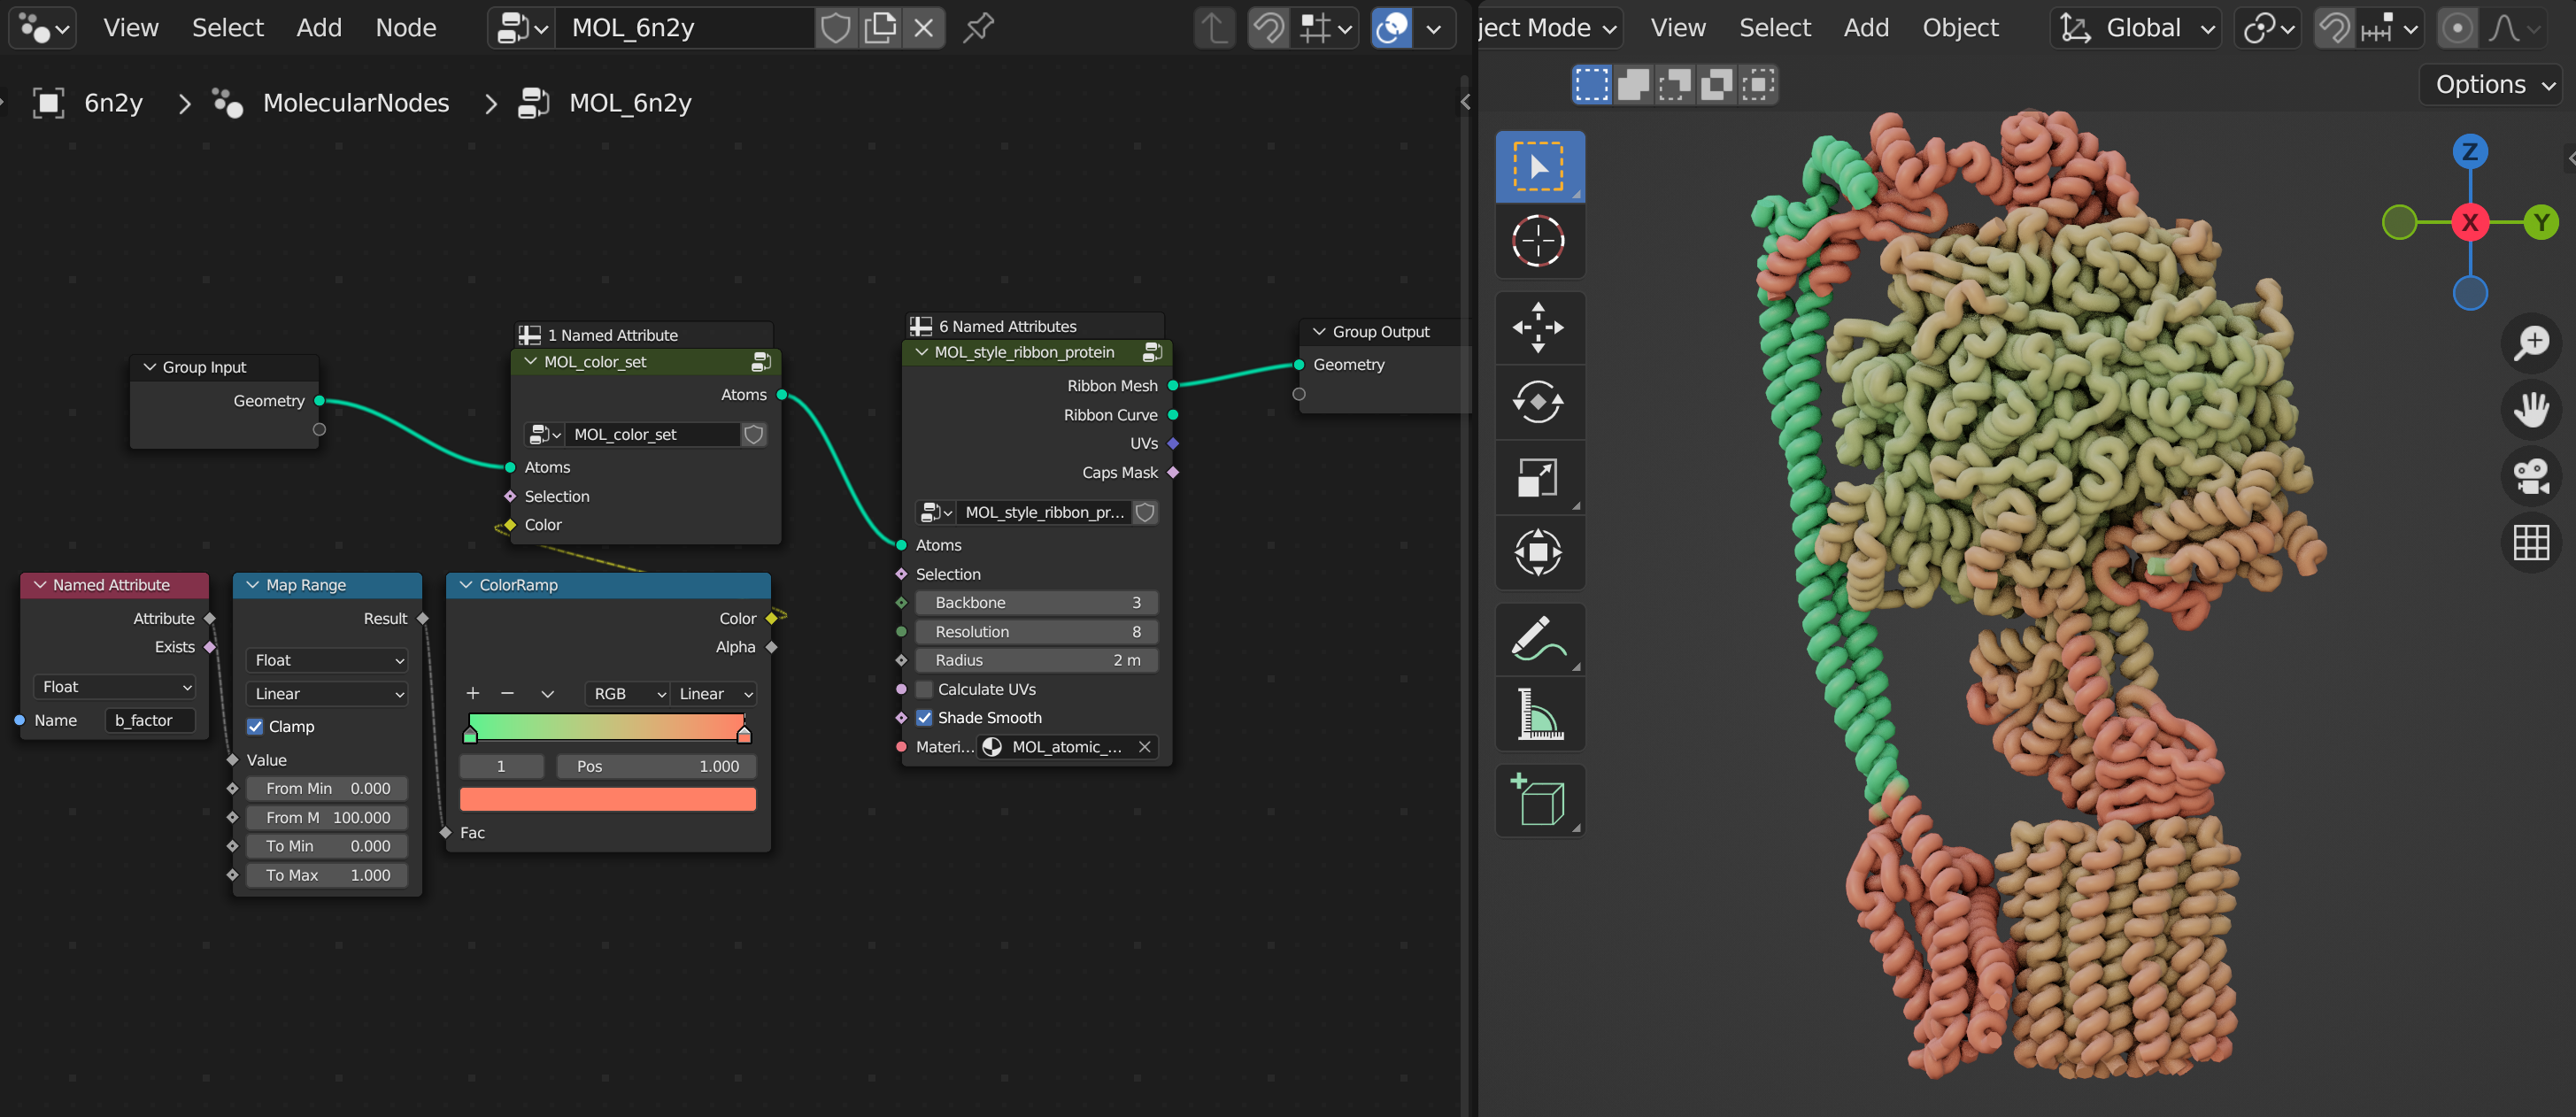 View Select Add Node MOL_6n2y
6n2y MolecularNodes MOL_6n2y
Group Input
Geometry
1 Named Attribute
MOL_color_set
Atoms
MOL_color_set
Atoms
Selection
Color
Named Attribute
Attribute
Exists
Float
Name b_factor
Map Range
Result
Float
Linear
Clamp
Value
From Min 0.000
From M 100.000
To Min 0.000
To Max 1.000
ColorRamp
Color
Alpha
RGB Linear
1 Pos 1.000
Fac
6 Named Attributes
MOL_style_ribbon_protein
Ribbon Mesh
Ribbon Curve
UVs
Caps Mask
MOL_style_ribbon_pr...
Atoms
Selection
Backbone 3
Resolution 8
Radius 2 m
Calculate UVs
Shade Smooth
Materi... MOL_atomic_...
Group Output
Geometry
ject Mode View Select Add Object Global
Options
Z
X Y